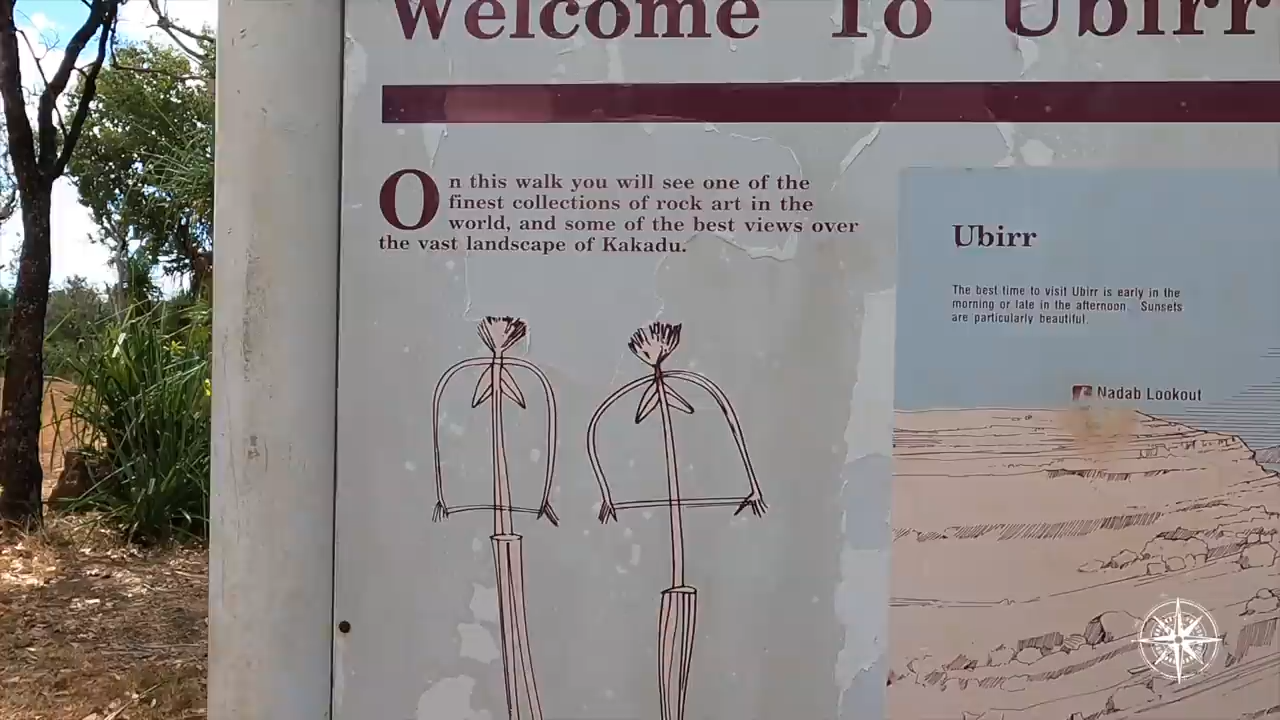 Welcome To Ubirr
On this walk you will see one of the
finest collections of rock art in the
world, and some of the best views over
the vast landscape of Kakadu.
Ubirr
The best time to visit Ubirr is early in the
morning or late in the afternoon. Sunsets
are particularly beautiful.
Nadab Lookout